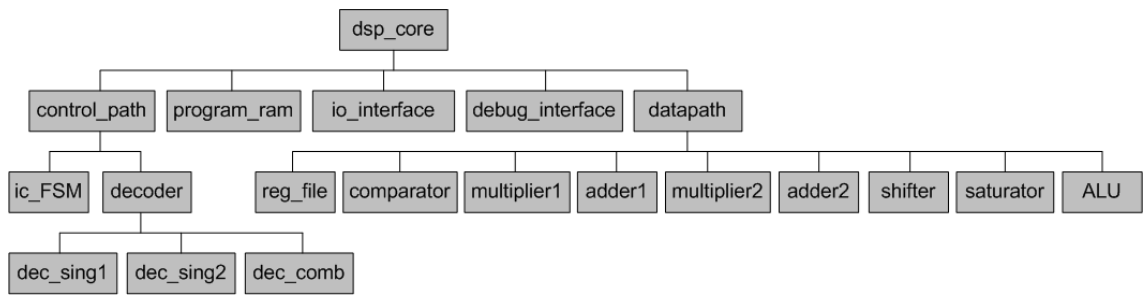 dsp_core
control_path program_ram io_interface debug_interface datapath
ic_FSM decoder reg_file comparator multiplier1 adder1 multiplier2 adder2 shifter saturator ALU
dec_sing1 dec_sing2 dec_comb